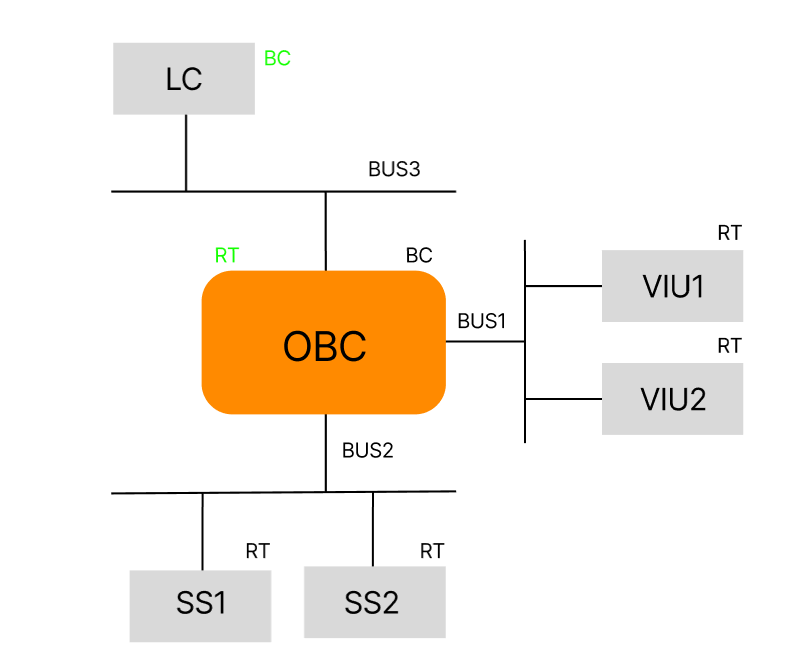 LC
BC
BUS3
RT
BC
RT
VIU1
OBC
BUS1
RT
VIU2
BUS2
RT
RT
SS1
SS2